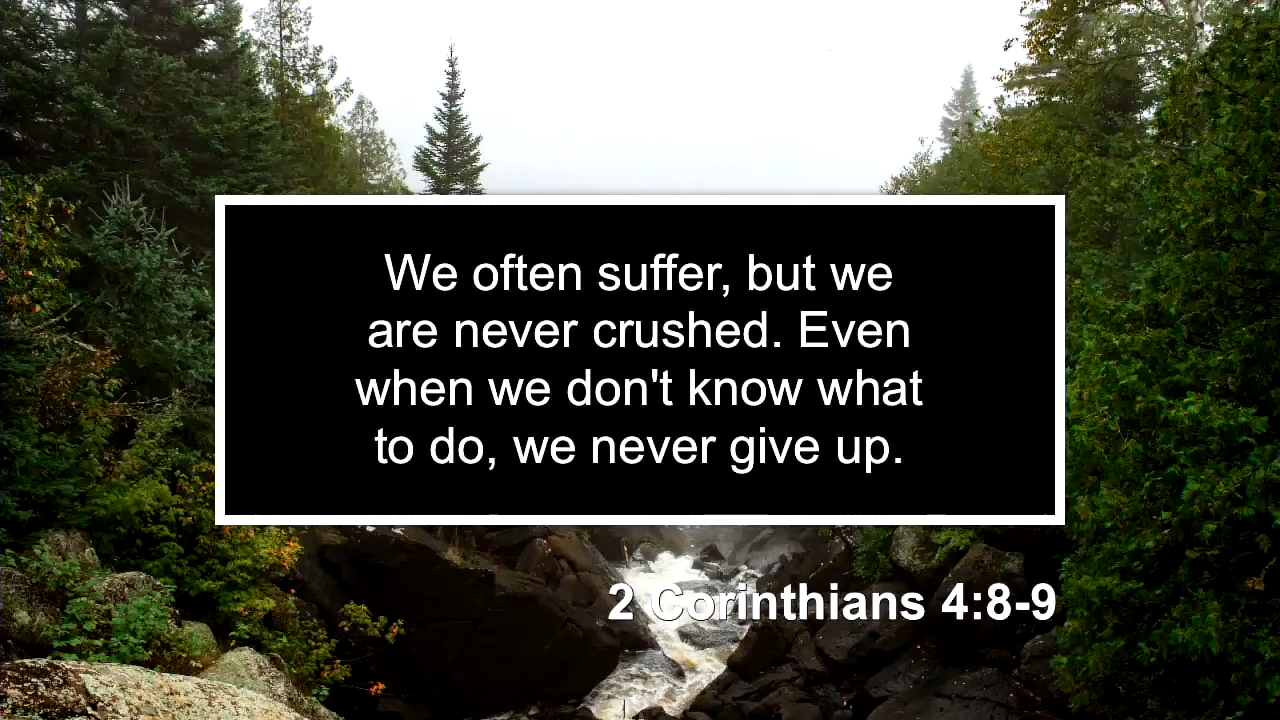 We often suffer, but we
are never crushed. Even
when we don't know what
to do, we never give up.
2 Corinthians 4:8-9